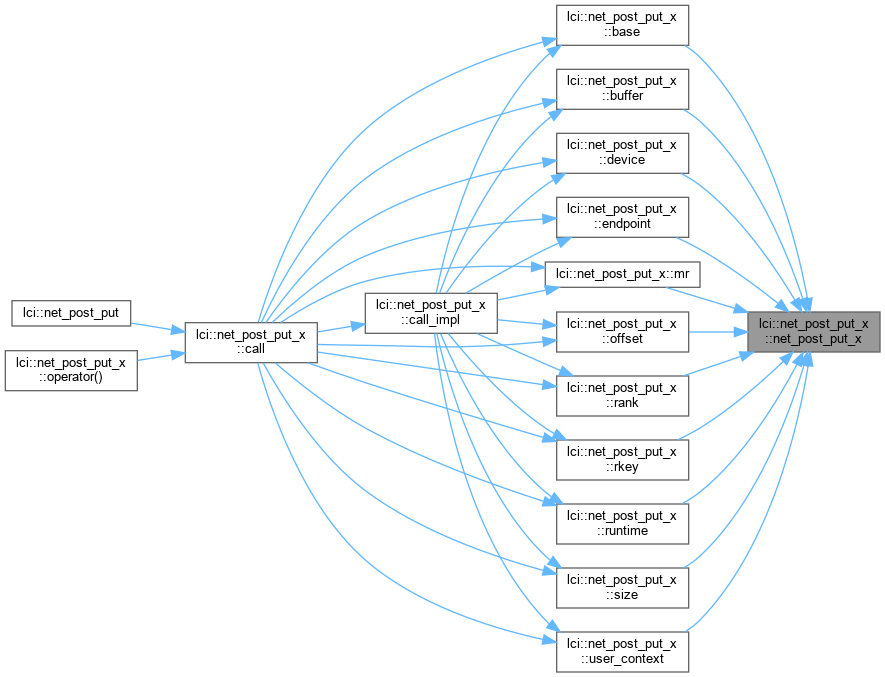 lci::net_post_put_x
::base
lci::net_post_put_x
::buffer
lci::net_post_put_x
::device
lci::net_post_put_x
::endpoint
lci::net_post_put_x::mr
lci::net_post_put
lci::net_post_put_x
::operator()
lci::net_post_put_x
::call
lci::net_post_put_x
::call_impl
lci::net_post_put_x
::offset
lci::net_post_put_x
::net_post_put_x
lci::net_post_put_x
::rank
lci::net_post_put_x
::rkey
lci::net_post_put_x
::runtime
lci::net_post_put_x
::size
lci::net_post_put_x
::user_context